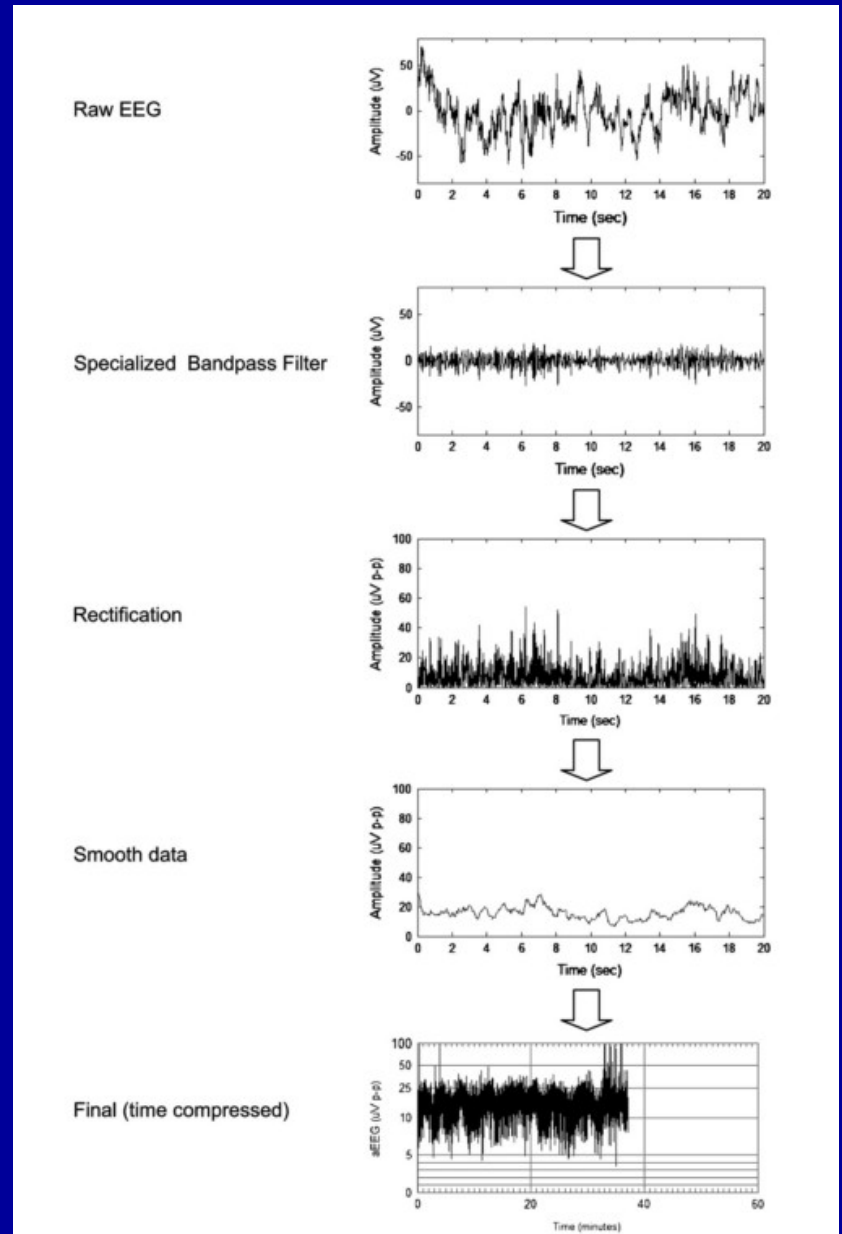 Raw EEG
Amplitude (uV)
50
0
-50
0 2 4 6 8 10 12 14 16 18 20
Time (sec)
Specialized Bandpass Filter
Amplitude (uV)
50
0
-50
0 2 4 6 8 10 12 14 16 18 20
Time (sec)
Rectification
Amplitude (uV p-p)
100
80
60
40
20
0
0 2 4 6 8 10 12 14 16 18 20
Time (sec)
Smooth data
Amplitude (uV p-p)
100
80
60
40
20
0
0 2 4 6 8 10 12 14 16 18 20
Time (sec)
Final (time compressed)
aEEG (uV p-p)
100
50
25
10
5
0
0 20 40 60
Time (minutes)